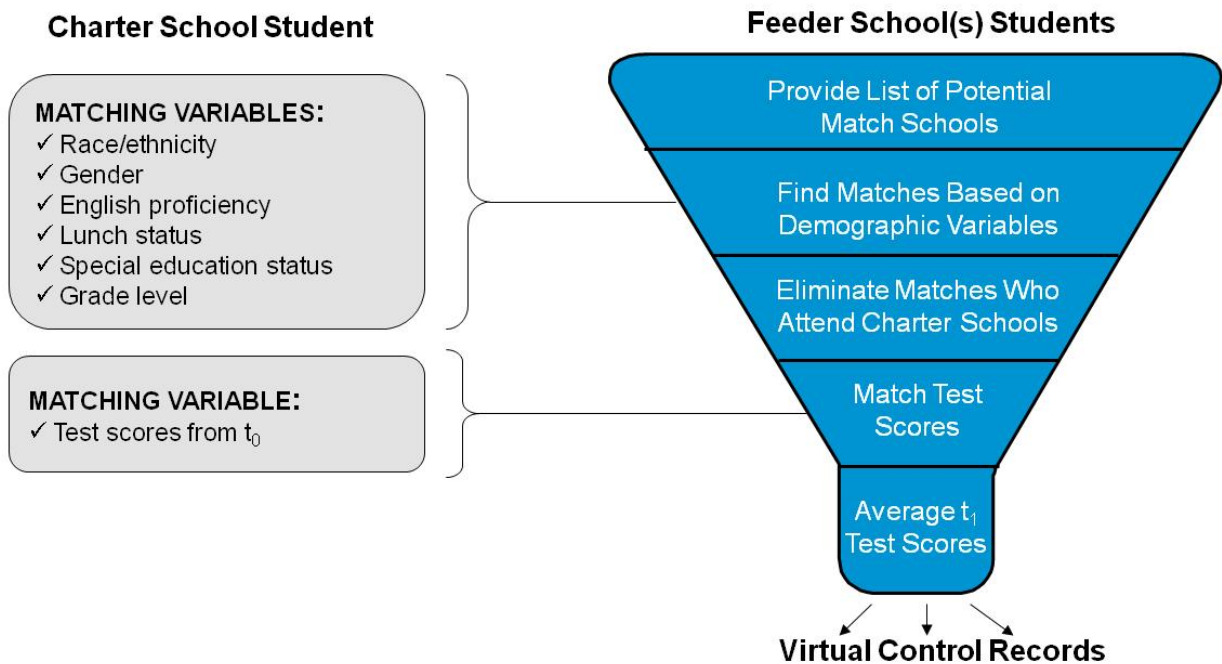 Charter School Student
MATCHING VARIABLES:
✓ Race/ethnicity
✓ Gender
✓ English proficiency
✓ Lunch status
✓ Special education status
✓ Grade level
MATCHING VARIABLE:
✓ Test scores from t₀
Feeder School(s) Students
Provide List of Potential
Match Schools
Find Matches Based on
Demographic Variables
Eliminate Matches Who
Attend Charter Schools
Match Test
Scores
Average t₁
Test Scores
Virtual Control Records